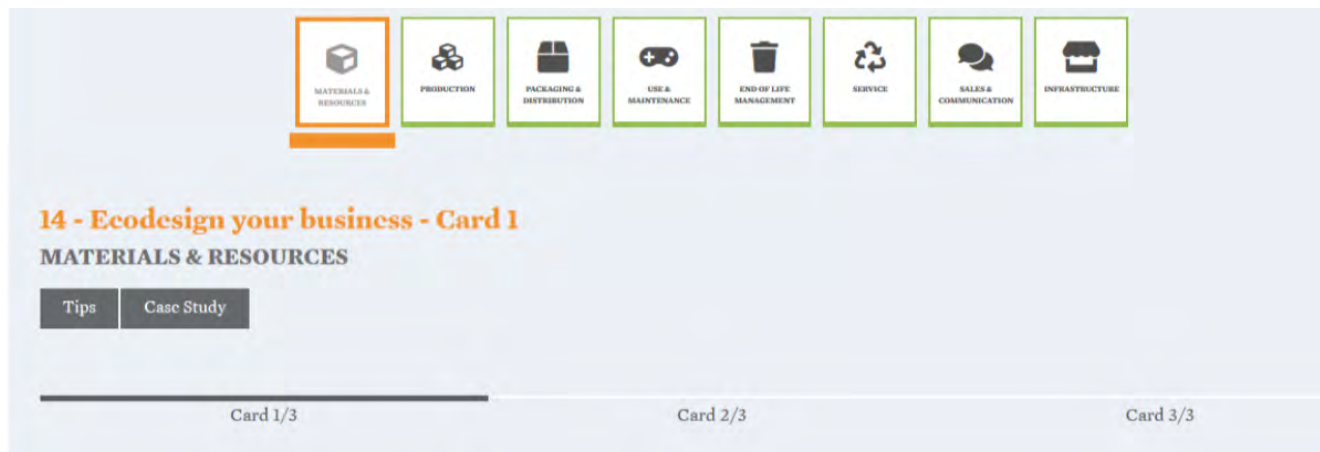 MATERIALS &
RESOURCES
PRODUCTION
PACKAGING &
DISTRIBUTION
USE &
MAINTENANCE
END OF LIFE
MANAGEMENT
SERVICE
SALES &
COMMUNICATION
INFRASTRUCTURE
14 - Ecodesign your business - Card 1
MATERIALS & RESOURCES
Tips
Case Study
Card 1/3
Card 2/3
Card 3/3